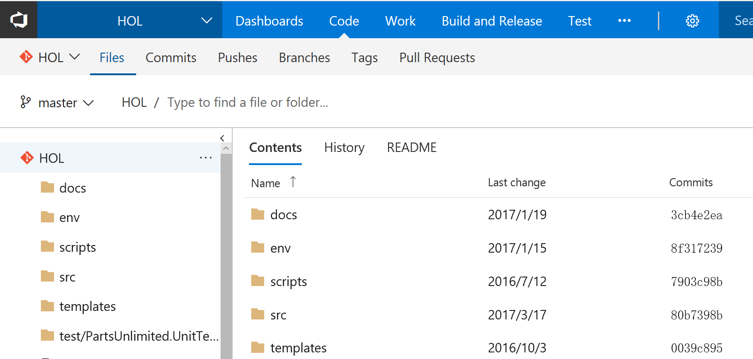 HOL Dashboards Code Work Build and Release Test ... Sea
HOL Files Commits Pushes Branches Tags Pull Requests
master HOL / Type to find a file or folder...
Contents History README
HOL ...
Name ↑ Last change Commits
docs
docs 2017/1/19 3cb4e2ea
env
env 2017/1/15 8f317239
scripts
scripts 2016/7/12 7903c98b
src
src 2017/3/17 80b7398b
templates
test/PartsUnlimited.UnitTe...
templates 2016/10/3 0039c895